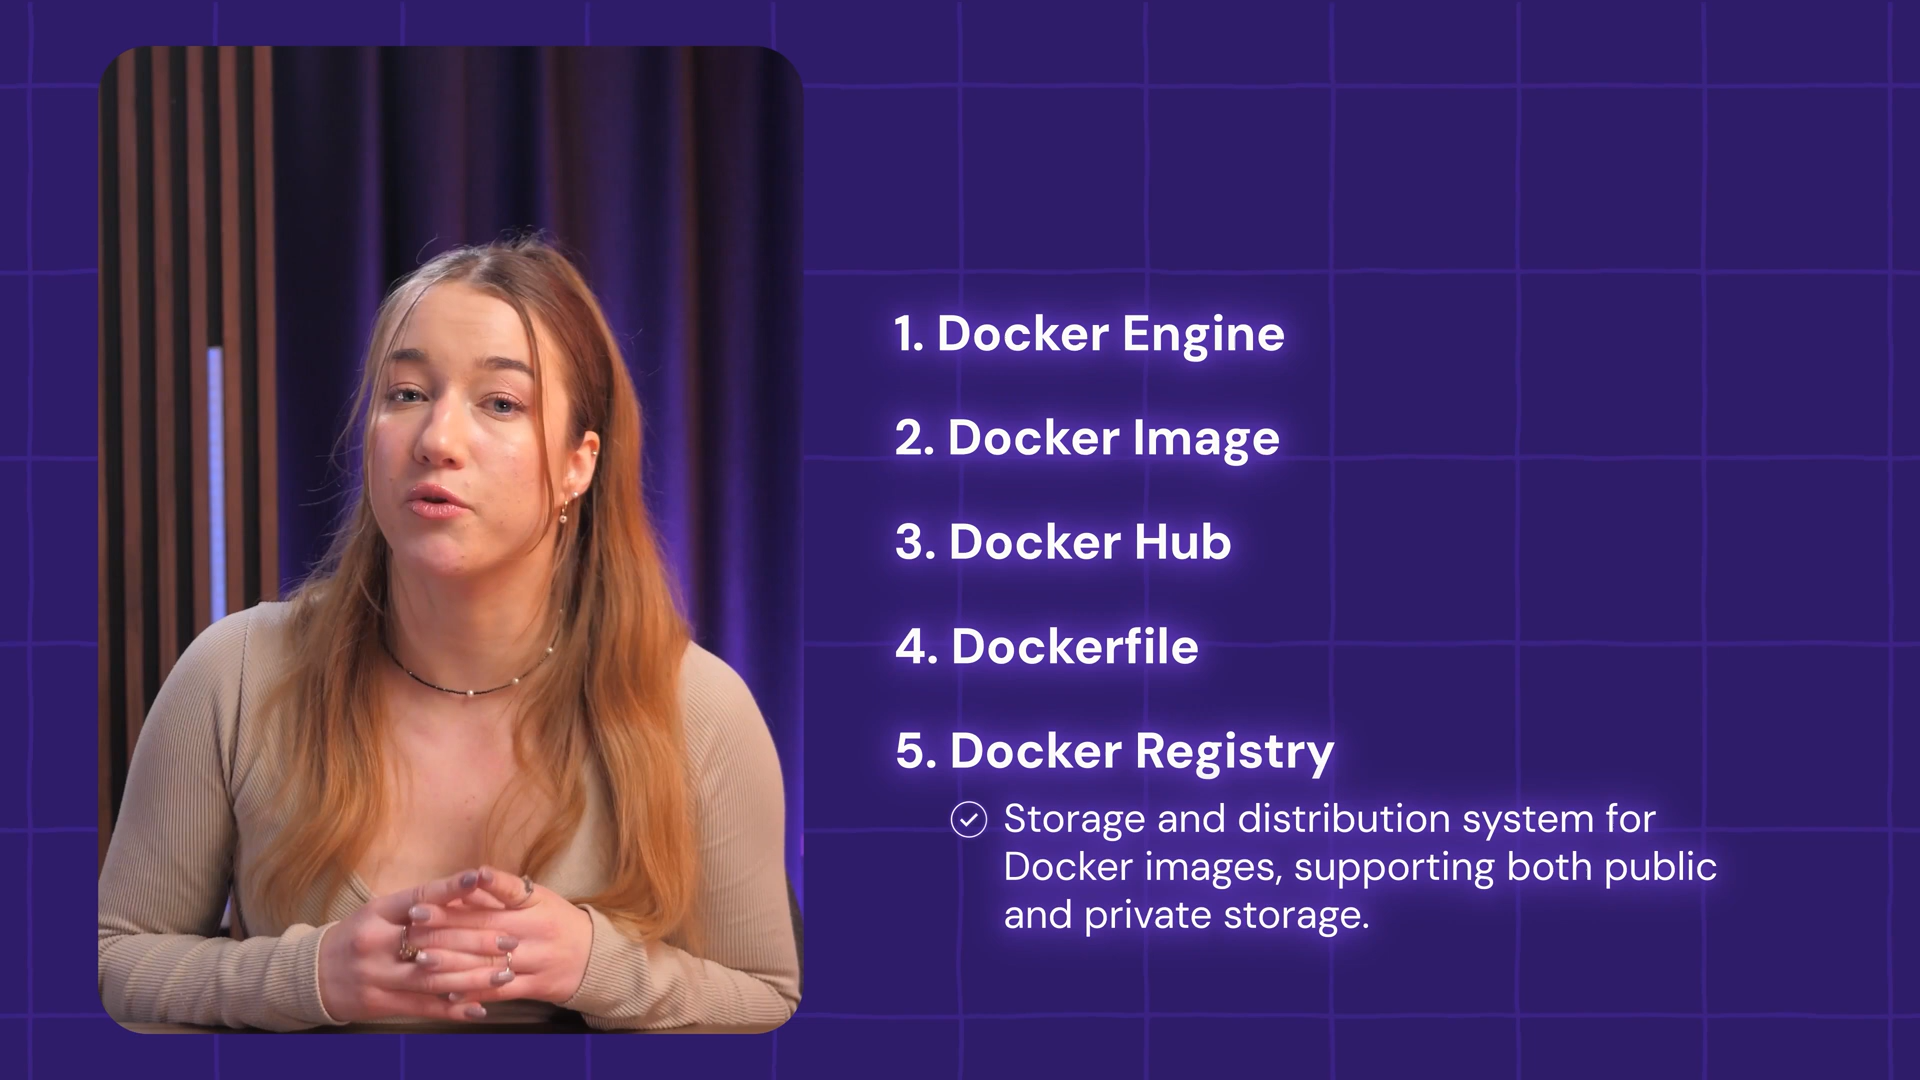 1. Docker Engine
2. Docker Image
3. Docker Hub
4. Dockerfile
5. Docker Registry
Storage and distribution system for
Docker images, supporting both public
and private storage.